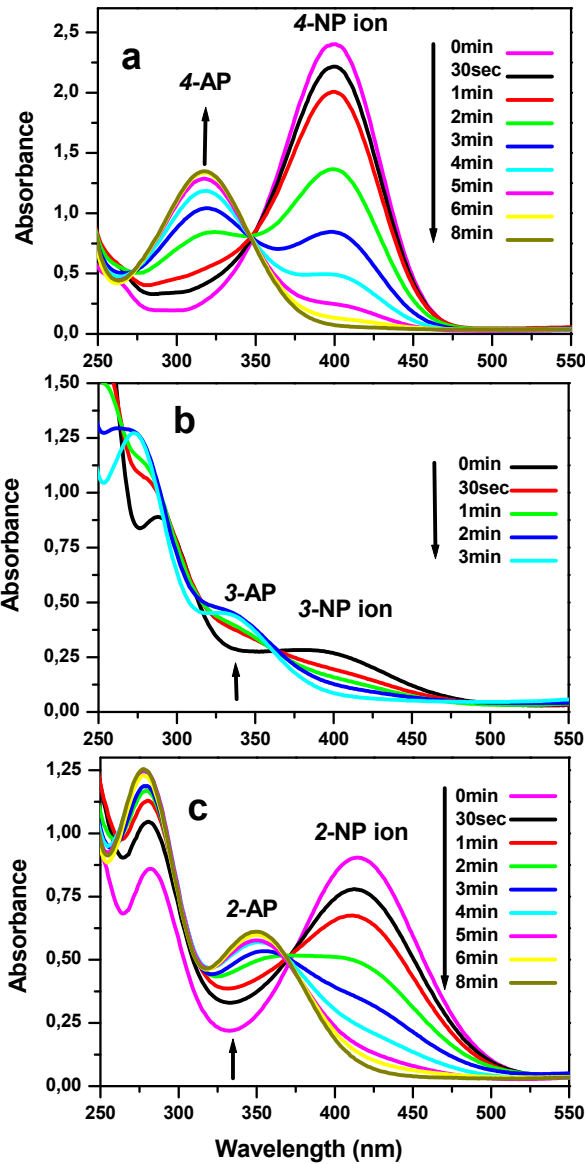 a
4-NP ion
4-AP
0min
30sec
1min
2min
3min
4min
5min
6min
8min
2,5
2,0
1,5
1,0
0,5
0,0
Absorbance
250 300 350 400 450 500 550
b
3-AP
3-NP ion
0min
30sec
1min
2min
3min
1,50
1,25
1,00
0,75
0,50
0,25
0,00
Absorbance
250 300 350 400 450 500 550
c
2-NP ion
2-AP
0min
30sec
1min
2min
3min
4min
5min
6min
8min
1,25
1,00
0,75
0,50
0,25
0,00
Absorbance
250 300 350 400 450 500 550
Wavelength (nm)